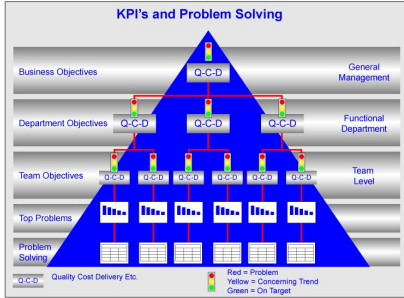 KPI's and Problem Solving
Business Objectives
Q-C-D
General
Management
Department Objectives
Q-C-D
Q-C-D
Q-C-D
Functional
Department
Team Objectives
Q-C-D
Q-C-D
Q-C-D
Q-C-D
Q-C-D
Q-C-D
Team
Level
Top Problems
Problem
Solving
Q-C-D
Quality Cost Delivery Etc.
Red = Problem
Yellow = Concerning Trend
Green = On Target